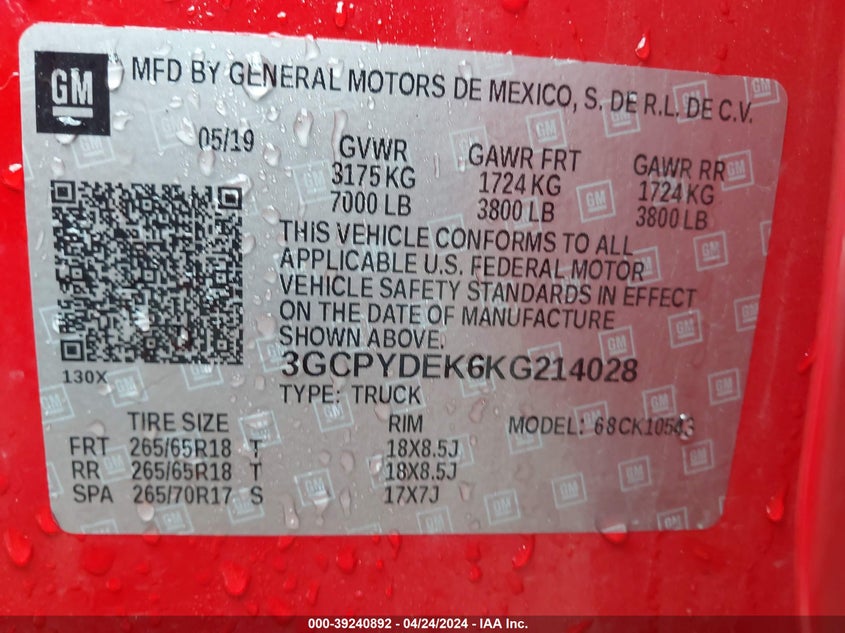 GM
MFD BY GENERAL MOTORS DE MEXICO, S. DE R.L. DE C.V.
05/19
GVWR GAWR FRT GAWR RR
3175 KG 1724 KG 1724 KG
7000 LB 3800 LB 3800 LB
THIS VEHICLE CONFORMS TO ALL
APPLICABLE U.S. FEDERAL MOTOR
VEHICLE SAFETY STANDARDS IN EFFECT
ON THE DATE OF MANUFACTURE
SHOWN ABOVE.
3GCPYDEK6KG214028
130X
TYPE: TRUCK
TIRE SIZE RIM MODEL: 68CK10543
FRT 265/65R18 T 18X8.5J
RR 265/65R18 T 18X8.5J
SPA 265/70R17 S 17X7J
000-39240892 - 04/24/2024 - IAA Inc.